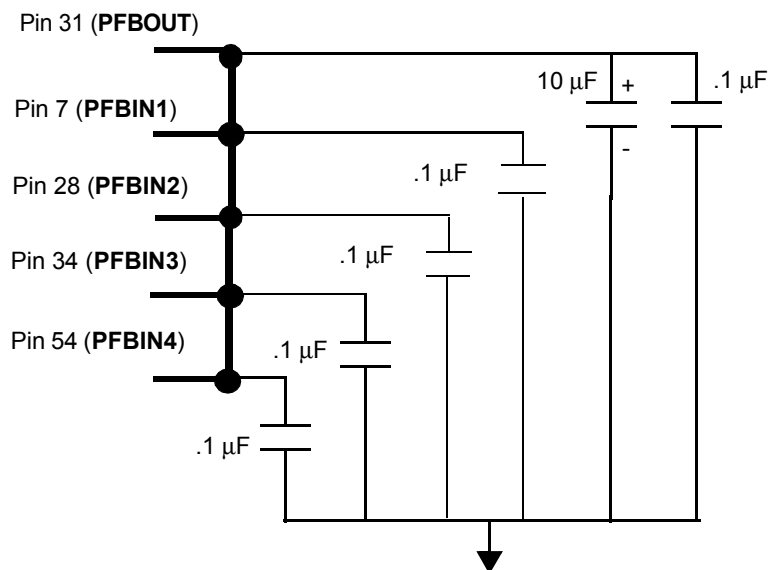 Pin 31 (PFBOUT)
10 µF
+
.1 µF
Pin 7 (PFBIN1)
-
.1 µF
Pin 28 (PFBIN2)
.1 µF
Pin 34 (PFBIN3)
Pin 54 (PFBIN4)
.1 µF
.1 µF